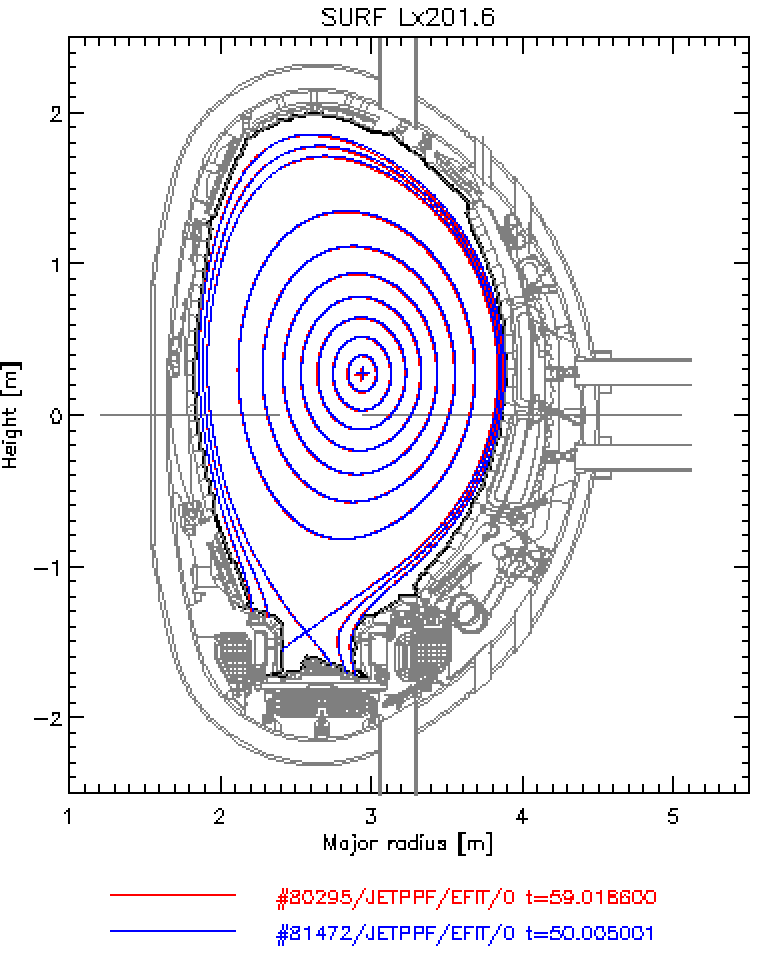 SURF Lx201.6
2
1
0
-1
-2
Height [m]
1 2 3 4 5
Major radius [m]
#80295/JETPPF/EFIT/0 t=59.018600
#81472/JETPPF/EFIT/0 t=50.005001